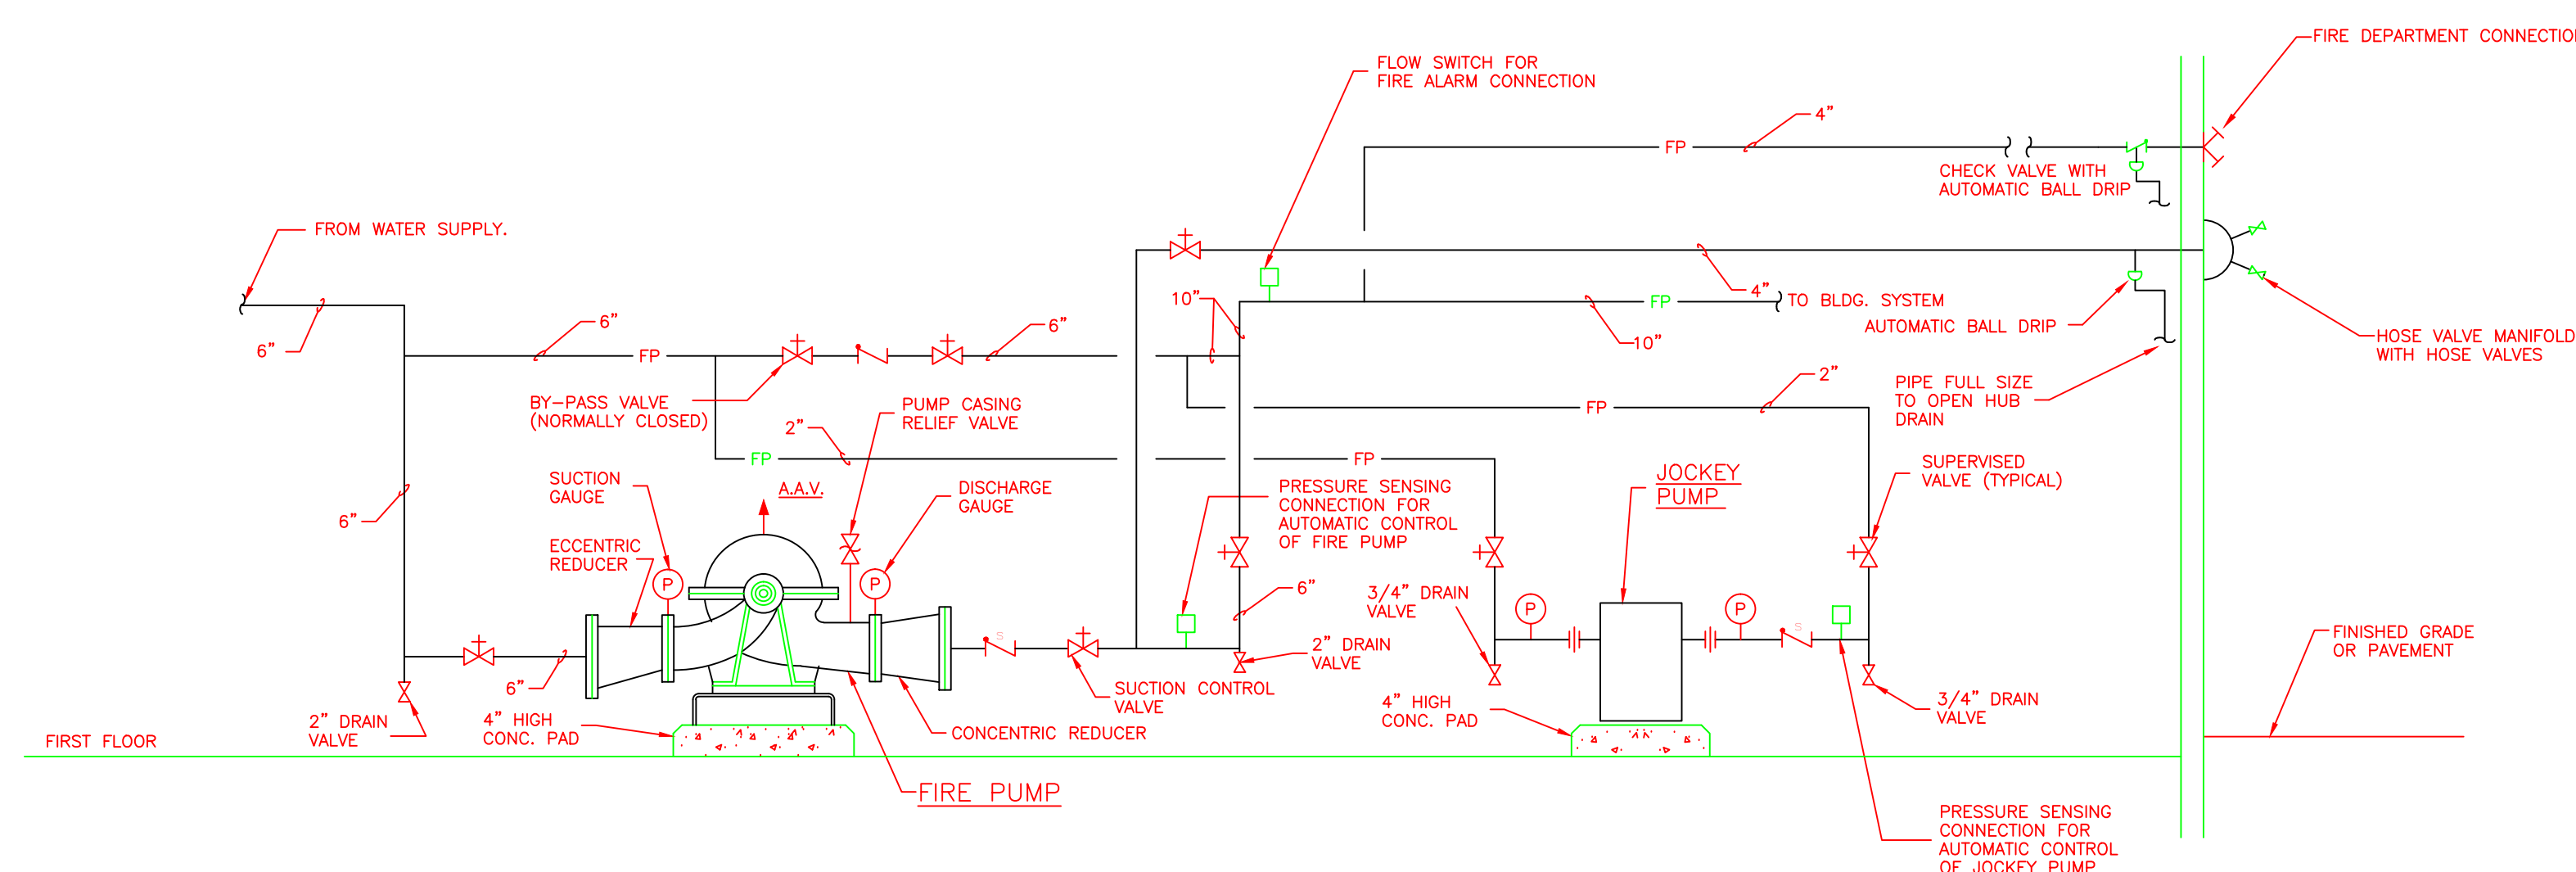 FIRE DEPARTMENT CONNECTION
FLOW SWITCH FOR
FIRE ALARM CONNECTION
4"
FP
CHECK VALVE WITH
AUTOMATIC BALL DRIP
FROM WATER SUPPLY.
6"
6"
FP
6"
10"
4"
FP
TO BLDG. SYSTEM
10"
AUTOMATIC BALL DRIP
HOSE VALVE MANIFOLD
WITH HOSE VALVES
BY-PASS VALVE
(NORMALLY CLOSED)
PUMP CASING
RELIEF VALVE
2"
FP
PIPE FULL SIZE
TO OPEN HUB
DRAIN
2"
FP
FP
SUCTION
GAUGE
A.A.V.
DISCHARGE
GAUGE
PRESSURE SENSING
CONNECTION FOR
AUTOMATIC CONTROL
OF FIRE PUMP
JOCKEY
PUMP
SUPERVISED
VALVE (TYPICAL)
6"
ECCENTRIC
REDUCER
P
P
6"
3/4" DRAIN
VALVE
P
P
S
S
2" DRAIN
VALVE
FINISHED GRADE
OR PAVEMENT
6"
SUCTION CONTROL
VALVE
4" HIGH
CONC. PAD
3/4" DRAIN
VALVE
2" DRAIN
VALVE
4" HIGH
CONC. PAD
CONCENTRIC REDUCER
FIRST FLOOR
FIRE PUMP
PRESSURE SENSING
CONNECTION FOR
AUTOMATIC CONTROL
OF JOCKEY PUMP